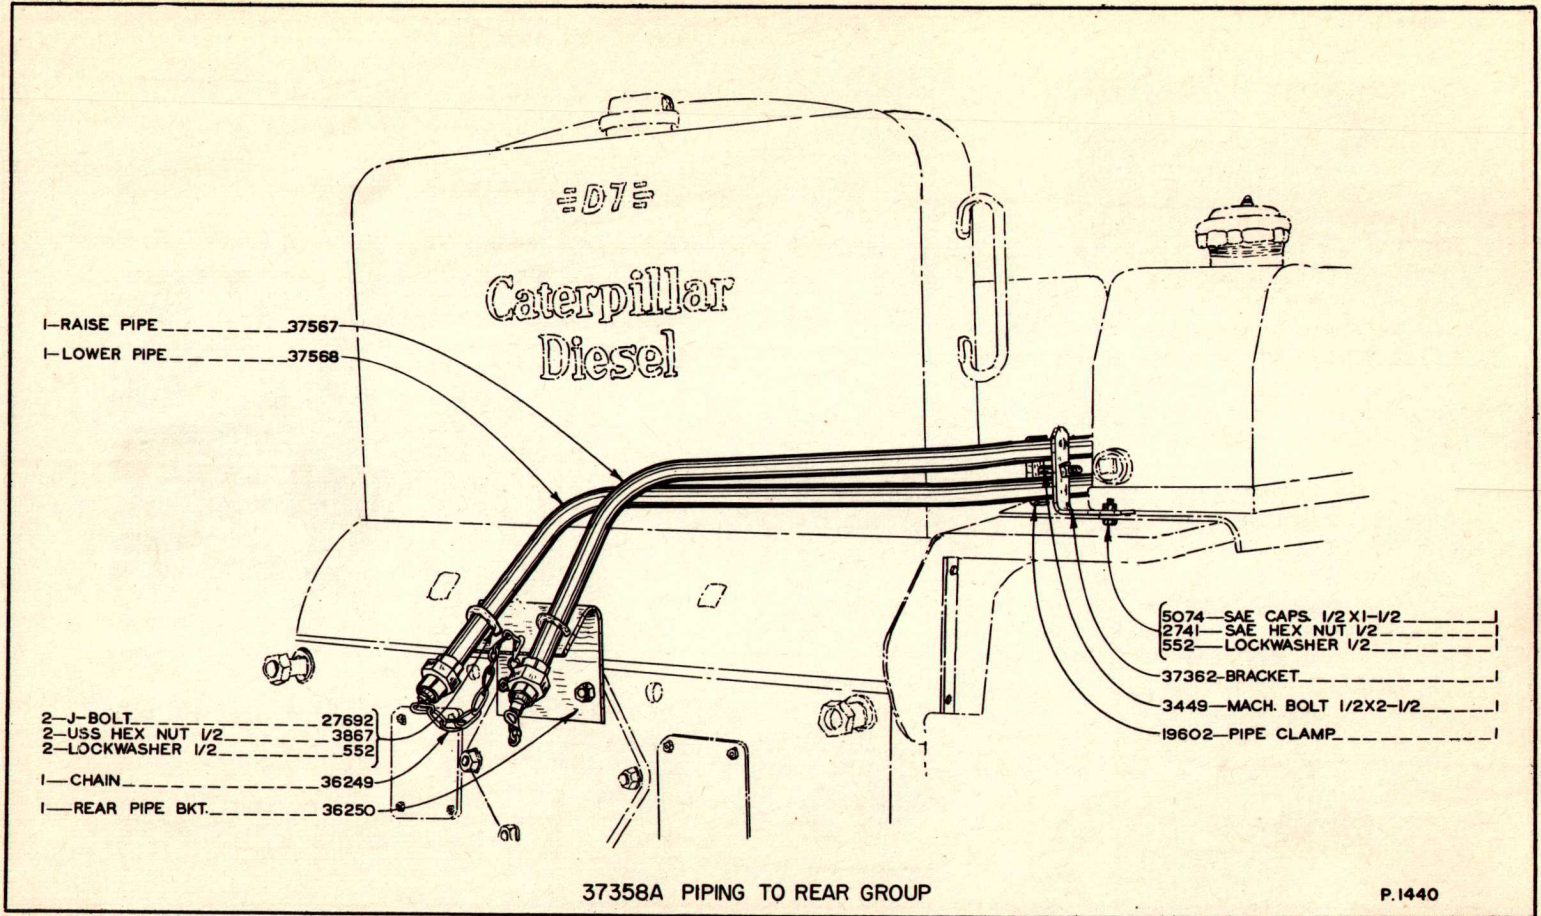 D7
Caterpillar
Diesel
1—RAISE PIPE 37567
1—LOWER PIPE 37568
2—J-BOLT 27692
2—USS HEX NUT 1/2 3867
2—LOCKWASHER 1/2 552
1—CHAIN 36249
1—REAR PIPE BKT. 36250
5074—SAE CAPS. 1/2 X1-1/2 1
2741—SAE HEX NUT 1/2 1
552—LOCKWASHER 1/2 1
37362—BRACKET 1
3449—MACH. BOLT 1/2X2-1/2 1
19602—PIPE CLAMP 1
37358A PIPING TO REAR GROUP
P.1440